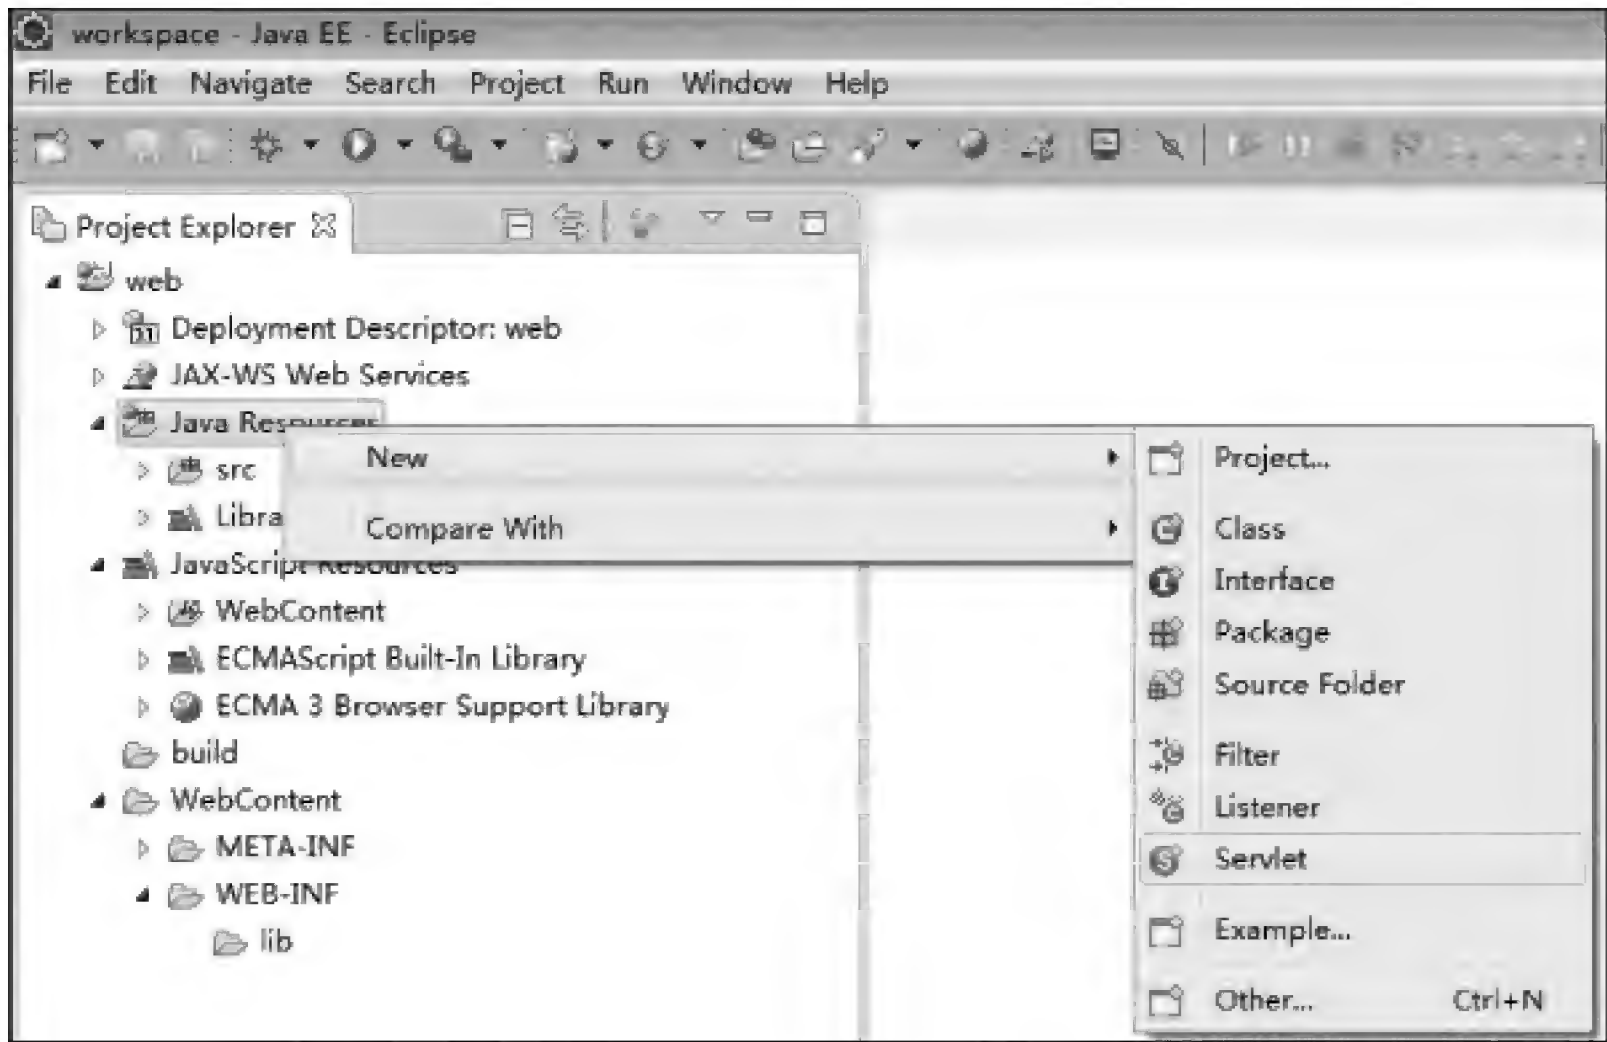 workspace - Java EE - Eclipse
File Edit Navigate Search Project Run Window Help
Project Explorer
web
Deployment Descriptor: web
JAX-WS Web Services
Java Resources
src
Libra
JavaScript Resources
WebContent
ECMAScript Built-In Library
ECMA 3 Browser Support Library
build
WebContent
META-INF
WEB-INF
lib
New
Compare With
Project...
Class
Interface
Package
Source Folder
Filter
Listener
Servlet
Example...
Other... Ctrl+N